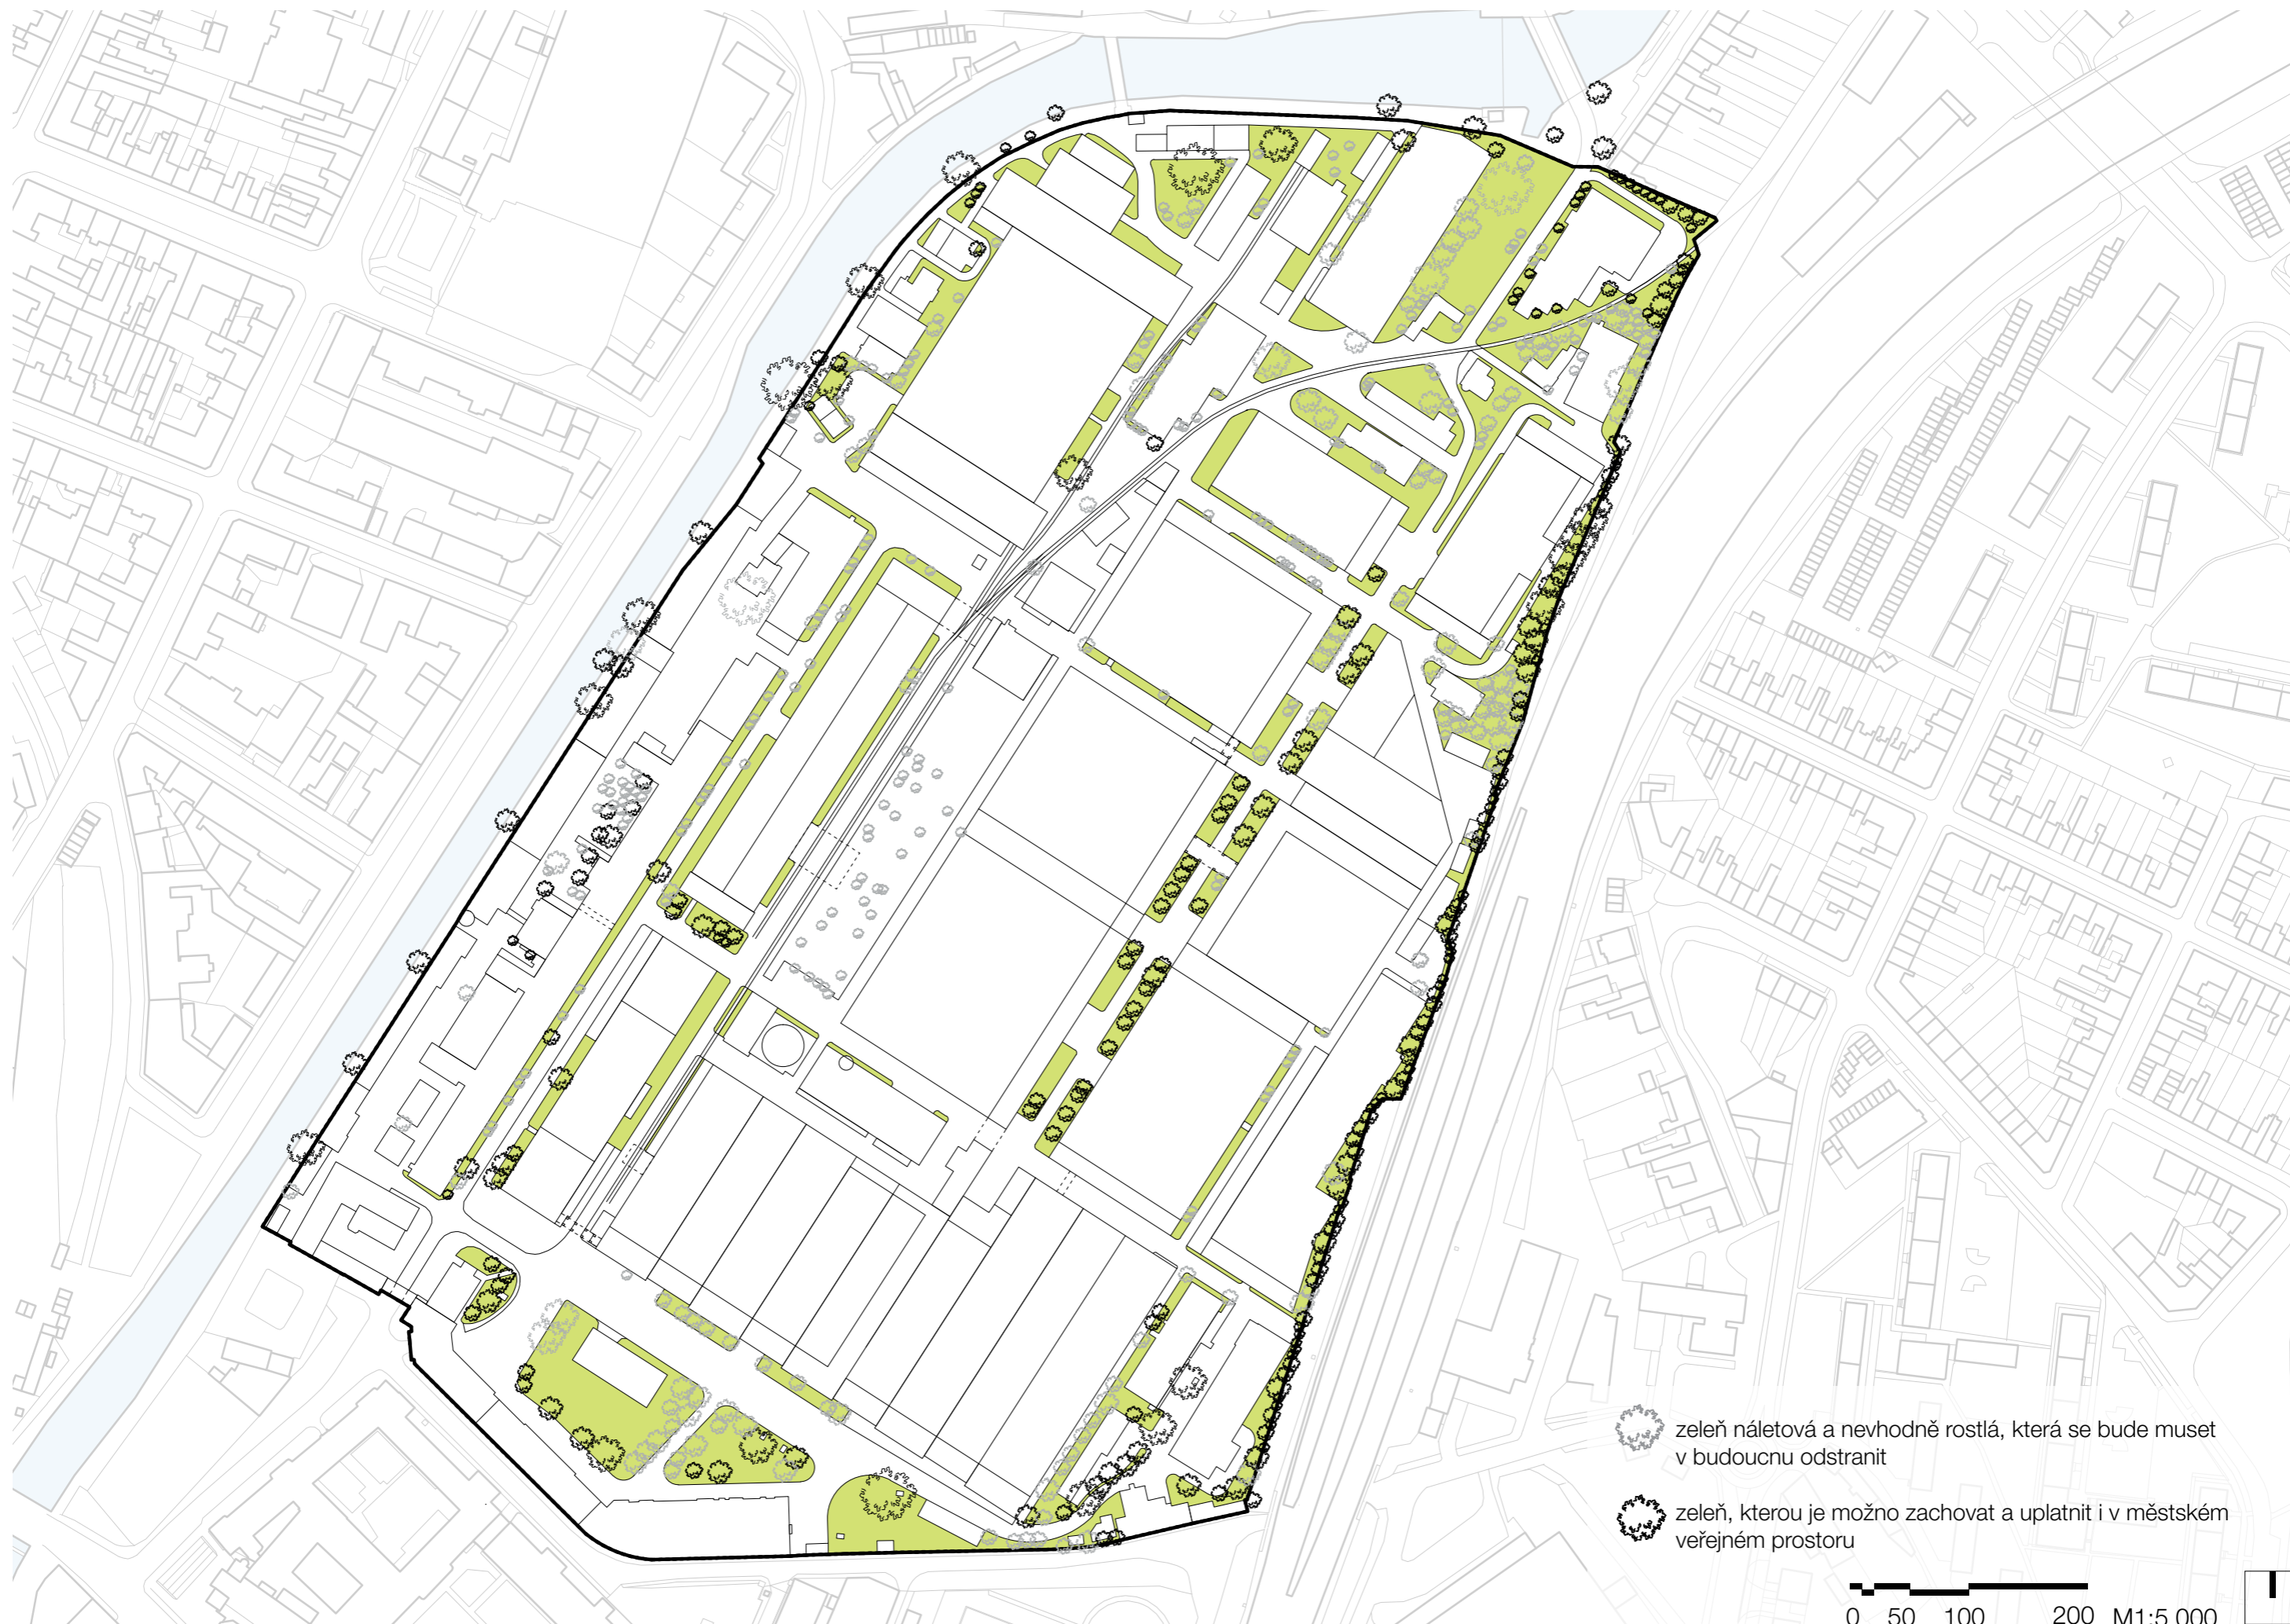 zeleň náletová a nevhodně rostlá, která se bude muset
v budoucnu odstranit
zeleň, kterou je možno zachovat a uplatnit i v městském
veřejném prostoru
0 50 100 200 M1:5 000